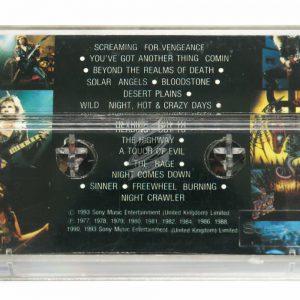 SCREAMING FOR VENGEANCE
• YOU'VE GOT ANOTHER THING COMIN'
• BEYOND THE REALMS OF DEATH •
SOLAR ANGELS • BLOODSTONE •
DESERT PLAINS
WILD NIGHT, HOT & CRAZY DAYS
HEADING OUT TO
THE HIGHWAY •
A TOUCH OF EVIL
• THE RAGE •
NIGHT COMES DOWN
• SINNER • FREEWHEEL BURNING
NIGHT CRAWLER
© 1993 Sony Music Entertainment (United Kingdom) Limited
℗ 1977, 1978, 1979, 1980, 1981, 1982, 1984, 1986, 1988,
1990, 1993 Sony Music Entertainment (United Kingdom) Limited